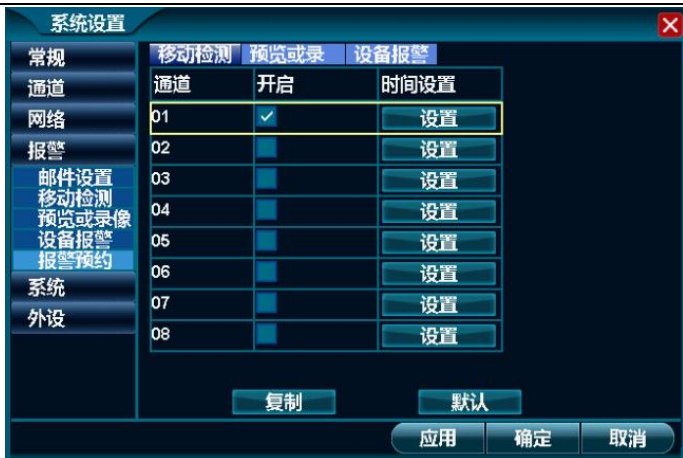 系统设置
常规
通道
网络
报警
邮件设置
移动检测
预览或录像
设备报警
报警预约
系统
外设
移动检测 预览或录 设备报警
通道 开启 时间设置
01 设置
02 设置
03 设置
04 设置
05 设置
06 设置
07 设置
08 设置
复制 默认
应用 确定 取消